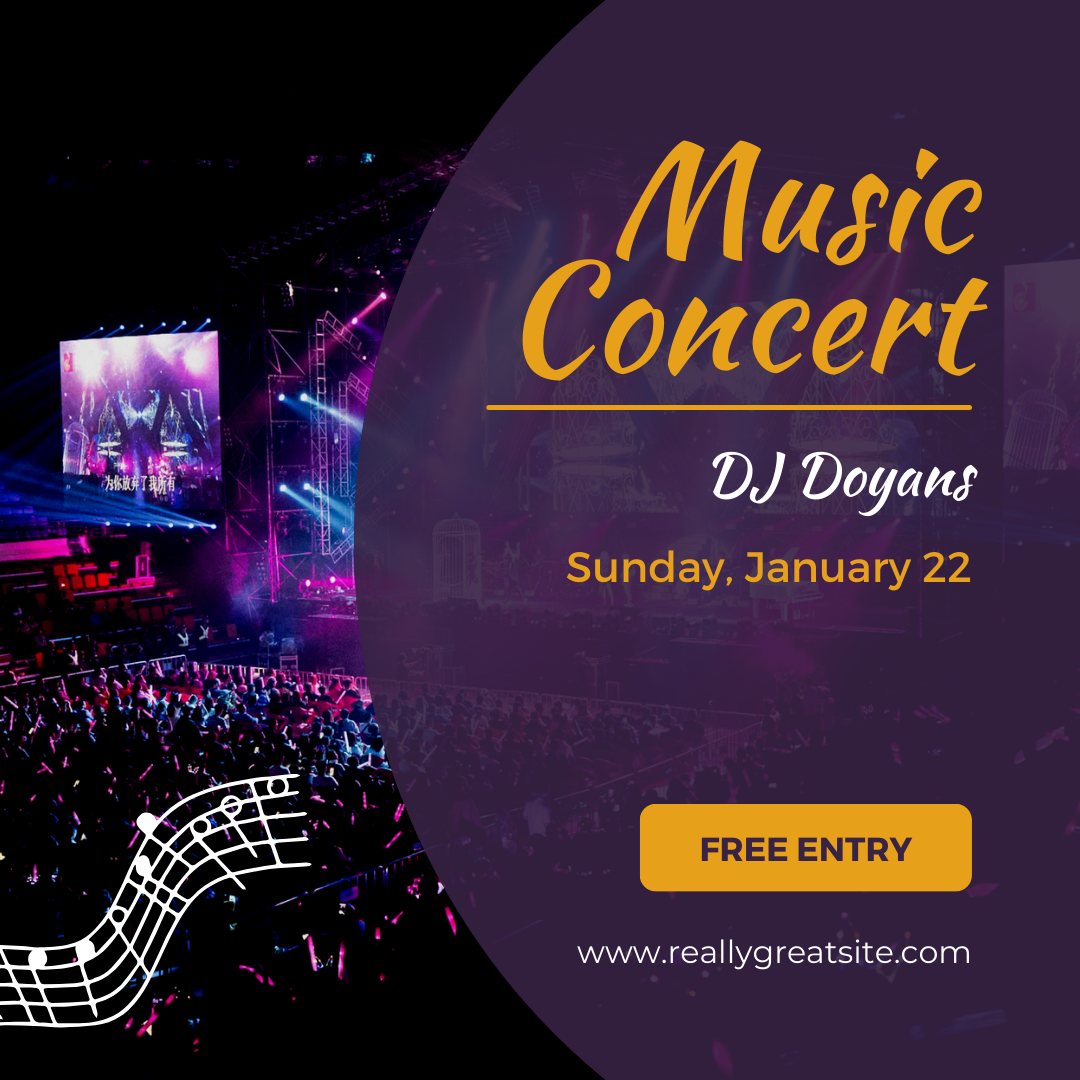 Music
Concert
DJ Doyans
Sunday, January 22
为你放弃了我所有
FREE ENTRY
www.reallygreatsite.com